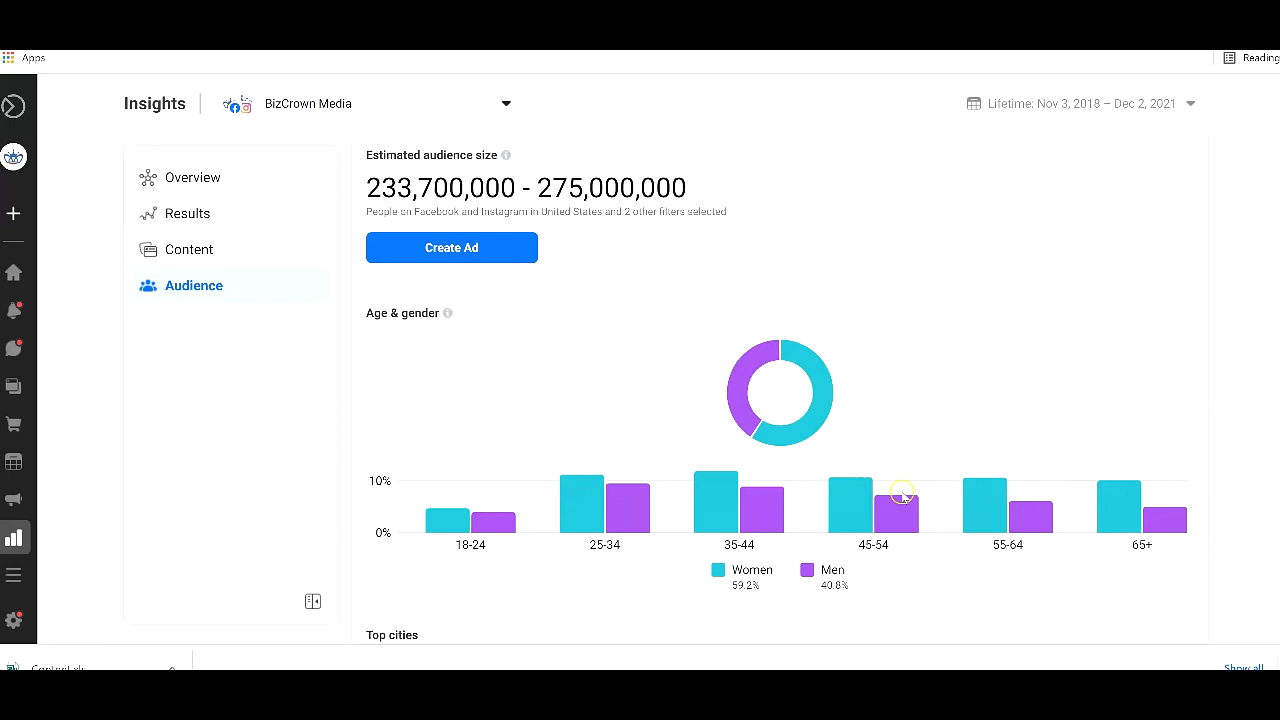 Apps
Reading
Insights
BizCrown Media
Lifetime: Nov 3, 2018 – Dec 2, 2021
Overview
Results
Content
Audience
Estimated audience size
233,700,000 - 275,000,000
People on Facebook and Instagram in United States and 2 other filters selected
Create Ad
Age & gender
10%
0%
18-24
25-34
35-44
45-54
55-64
65+
Women
59.2%
Men
40.8%
Top cities
Content.xls
Show all